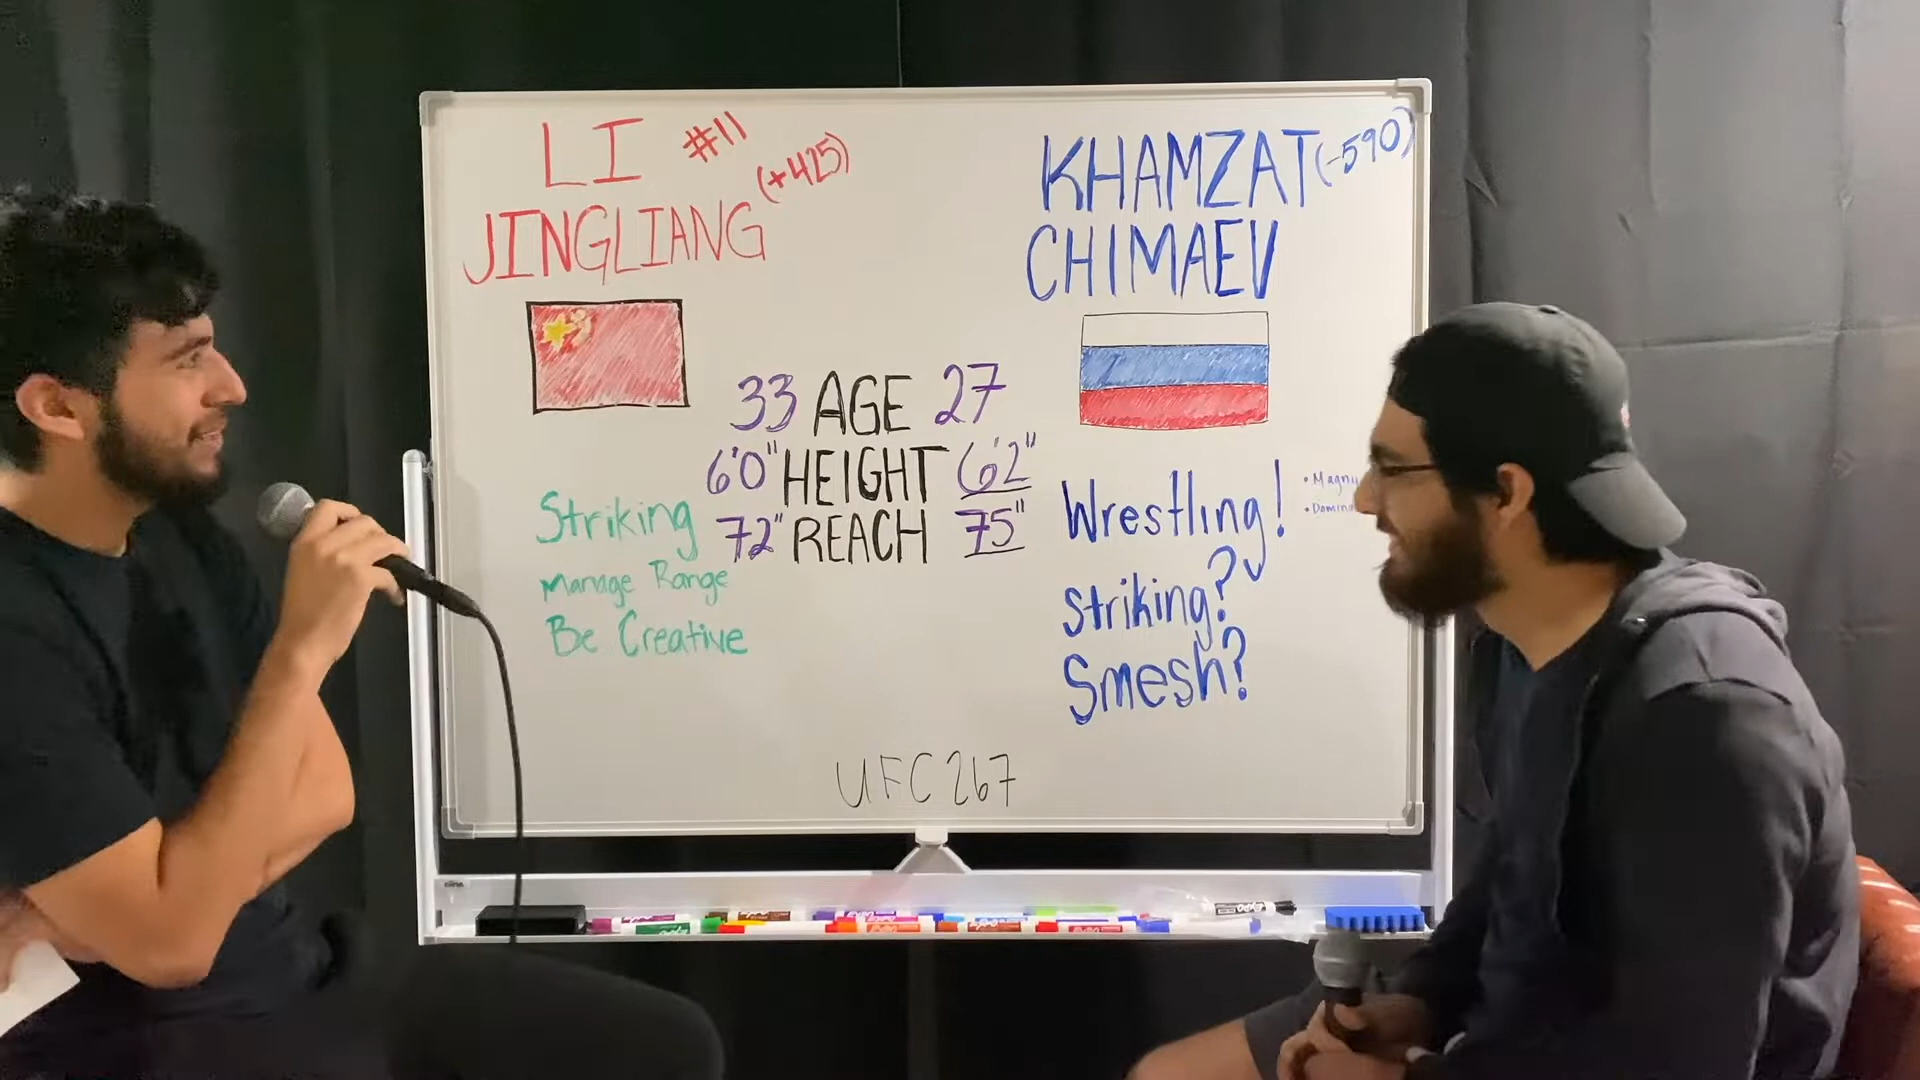 LI #11
JINGLIANG (+425)
KHAMZAT (-590)
CHIMAEV
33 AGE 27
6'0" HEIGHT 6'2"
72" REACH 75"
Striking
Manage Range
Be Creative
Wrestling!
Striking?
Smesh?
UFC 267